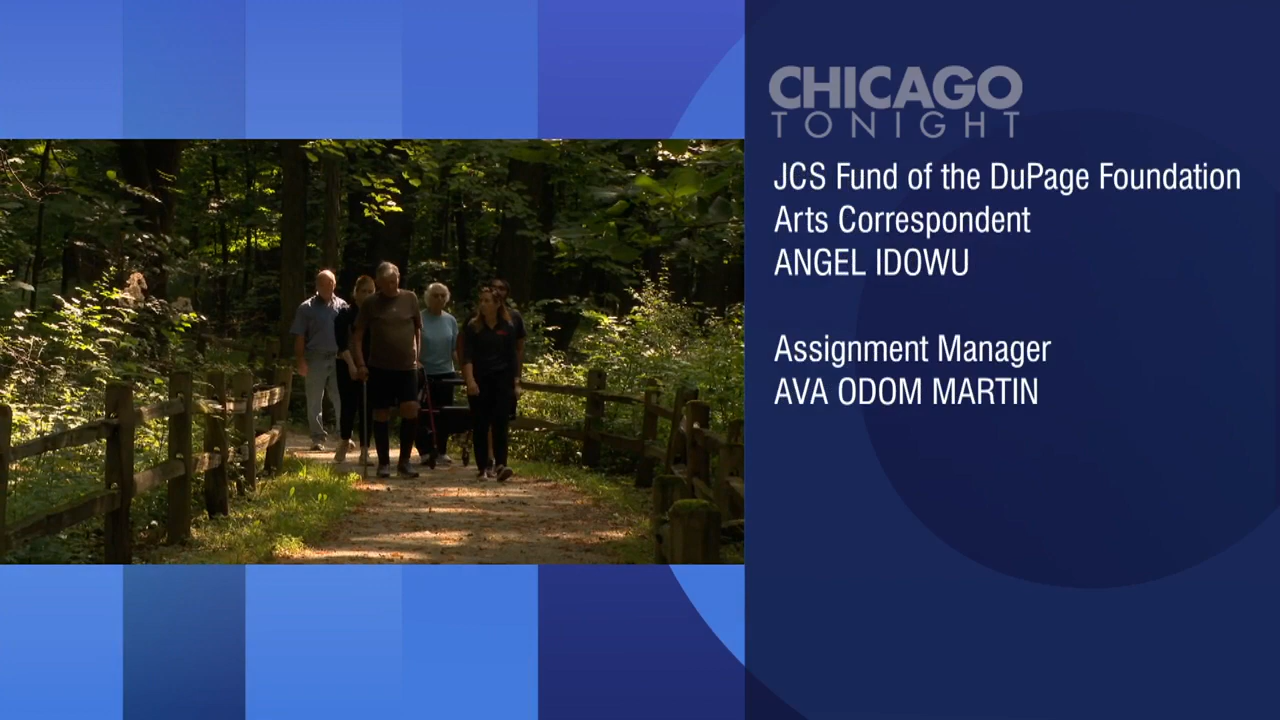 CHICAGO
TONIGHT
JCS Fund of the DuPage Foundation
Arts Correspondent
ANGEL IDOWU
Assignment Manager
AVA ODOM MARTIN